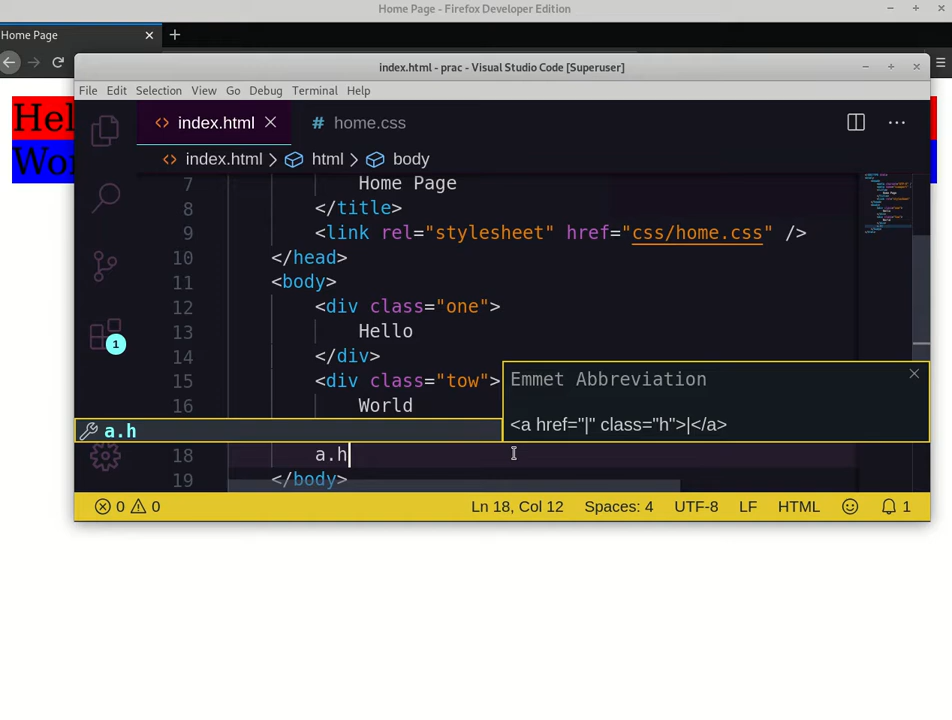 Home Page - Firefox Developer Edition
Home Page
index.html - prac - Visual Studio Code [Superuser]
File Edit Selection View Go Debug Terminal Help
index.html
# home.css
index.html > html > body
7 Home Page
8 </title>
9 <link rel="stylesheet" href="css/home.css" />
10 </head>
11 <body>
12 <div class="one">
13 Hello
14 </div>
15 <div class="tow">
16 World
Emmet Abbreviation
<a href="|" class="h">|</a>
a.h
18 a.h
19 </body>
1
0 0 Ln 18, Col 12 Spaces: 4 UTF-8 LF HTML 1
Hel
Wor